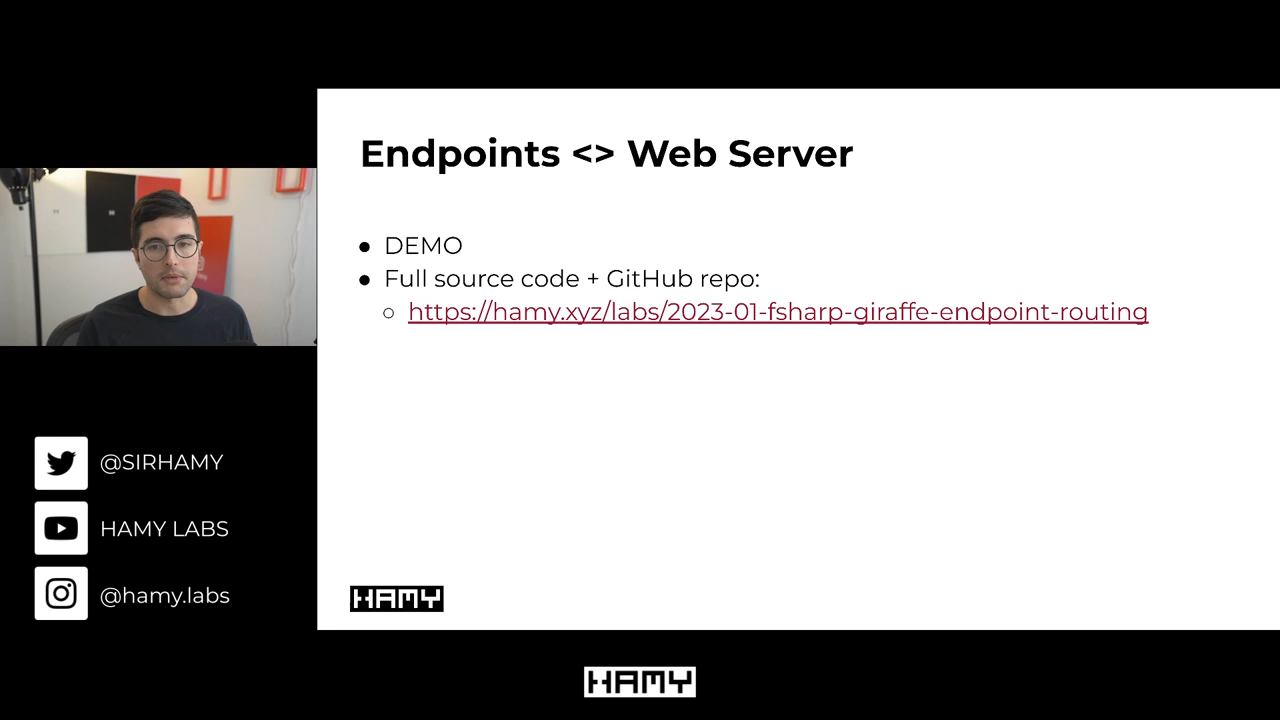 Endpoints <> Web Server
● DEMO
● Full source code + GitHub repo:
○ https://hamy.xyz/labs/2023-01-fsharp-giraffe-endpoint-routing
@SIRHAMY
HAMY LABS
@hamy.labs
HAMY
HAMY